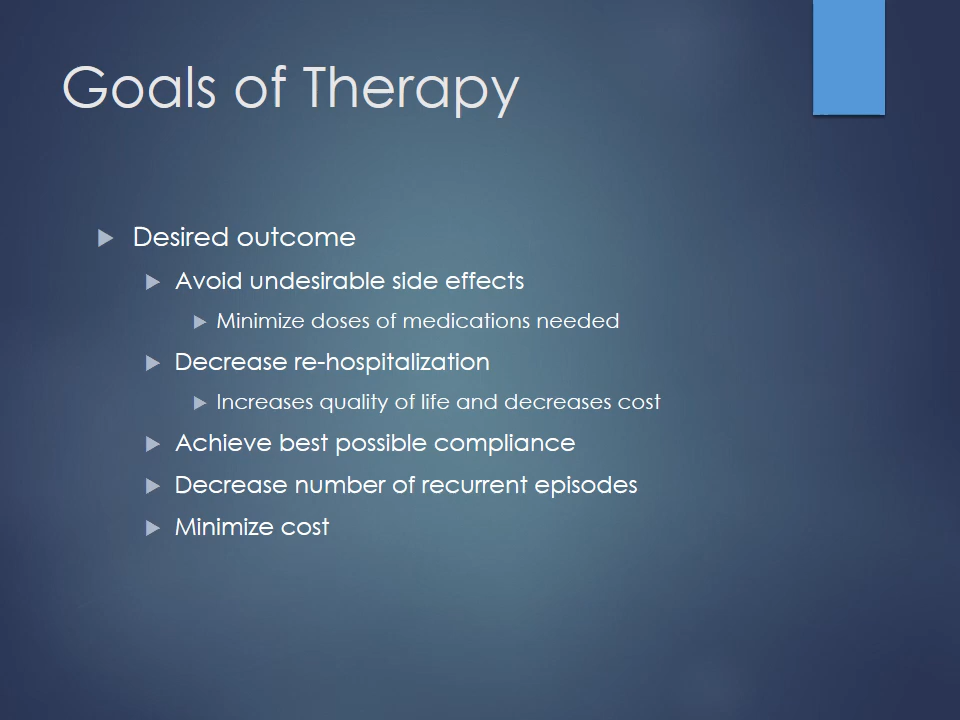 Goals of Therapy
Desired outcome
Avoid undesirable side effects
Minimize doses of medications needed
Decrease re-hospitalization
Increases quality of life and decreases cost
Achieve best possible compliance
Decrease number of recurrent episodes
Minimize cost